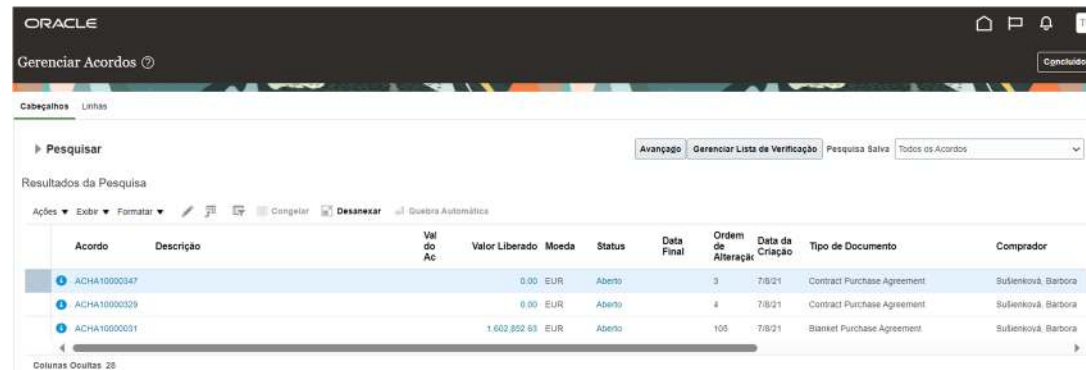 ORACLE
Gerenciar Acordos
Concluído
Cabeçalhos Linhas
Pesquisar
Avançado Gerenciar Lista de Verificação Pesquisa Salva Todos os Acordos
Resultados da Pesquisa
Ações Exibir Formatar Congelar Desanexar Quebra Automática
Acordo Descrição Val do Ac Valor Liberado Moeda Status Data Final Ordem de Alteraçãc Data da Criação Tipo de Documento Comprador
ACHA10000347 0.00 EUR Aberto 3 7/8/21 Contract Purchase Agreement Sušienková, Barbora
ACHA10000329 0.00 EUR Aberto 4 7/8/21 Contract Purchase Agreement Sušienková, Barbora
ACHA10000031 1,602,852.63 EUR Aberto 105 7/8/21 Blanket Purchase Agreement Sušienková, Barbora
Colunas Ocultas 28